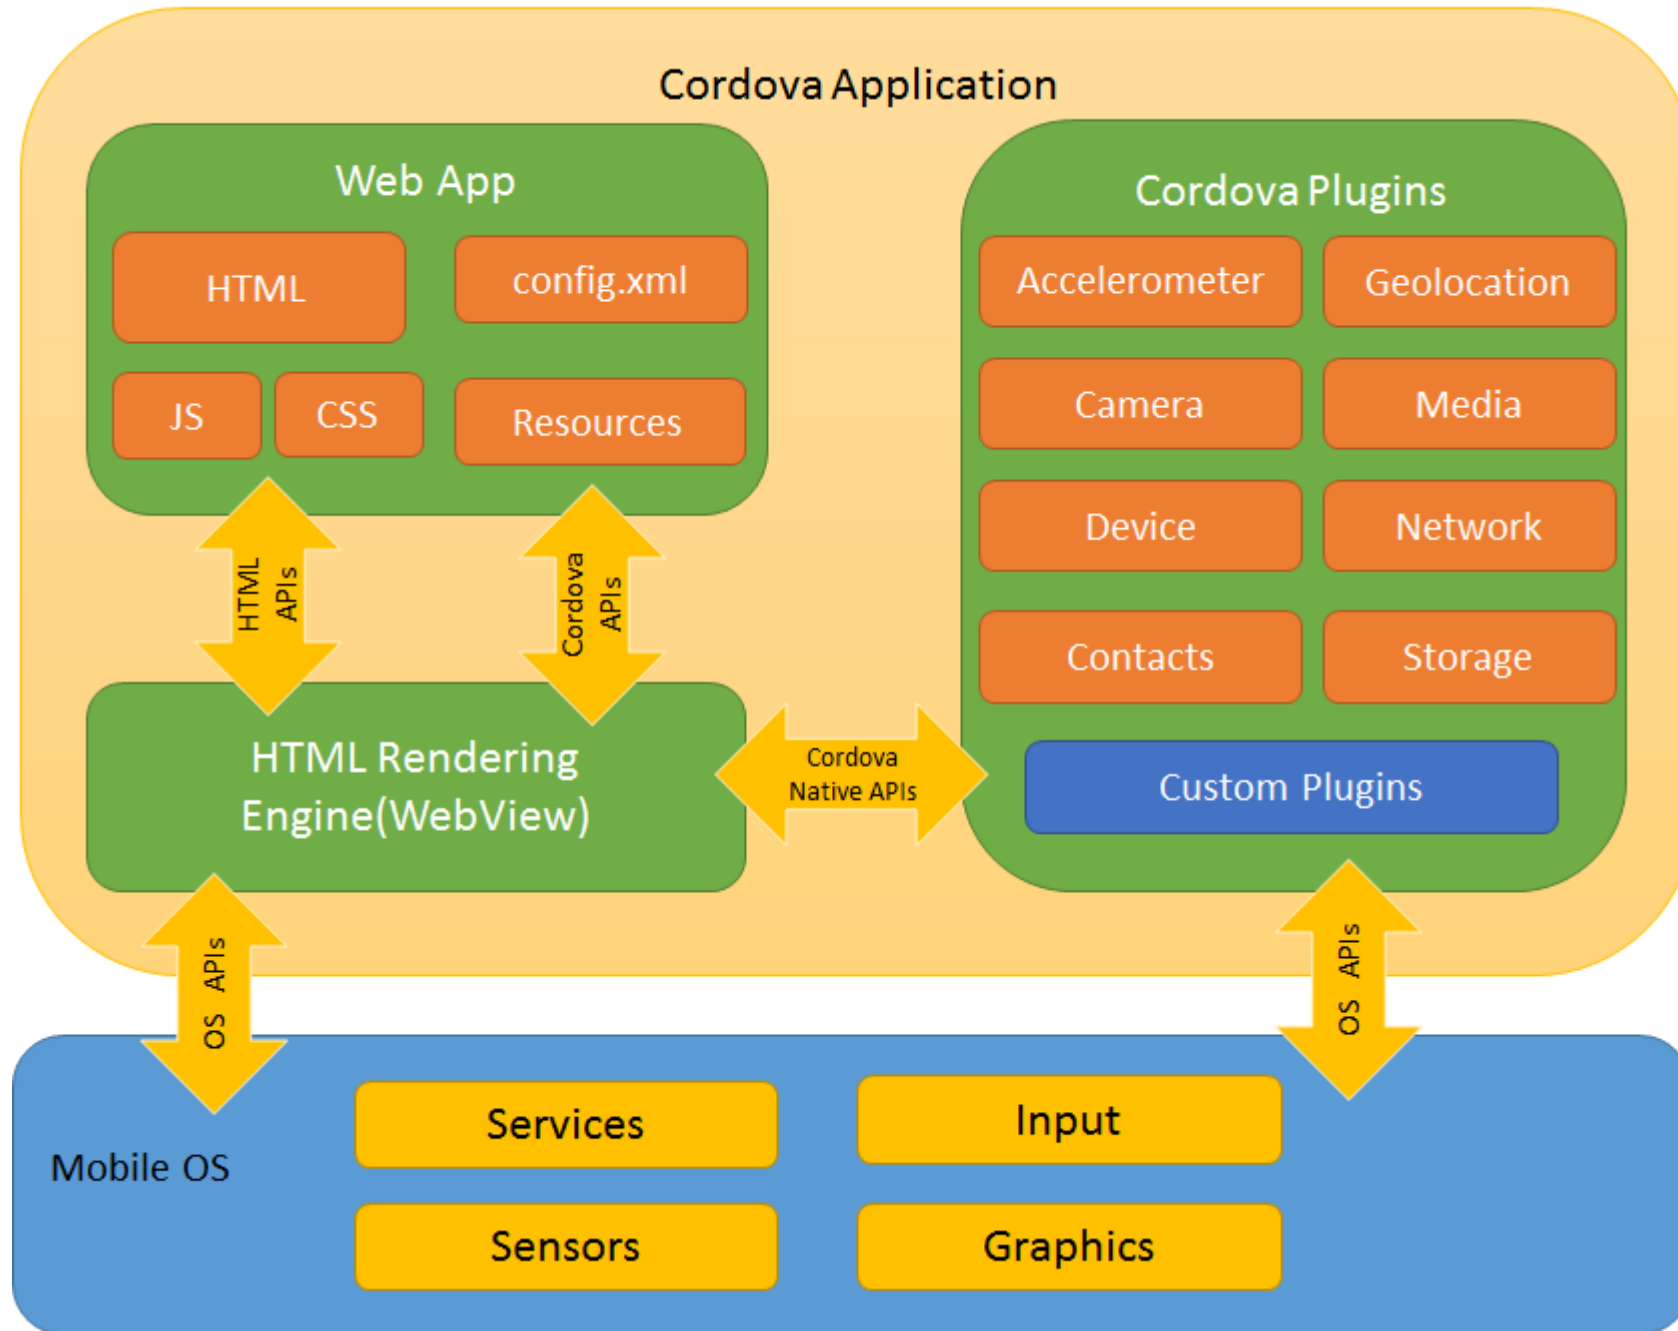 Cordova Application
Web App
HTML
config.xml
JS
CSS
Resources
HTML
APIs
Cordova
APIs
HTML Rendering
Engine(WebView)
Cordova
Native APIs
Cordova Plugins
Accelerometer
Geolocation
Camera
Media
Device
Network
Contacts
Storage
Custom Plugins
OS APIs
OS APIs
Mobile OS
Services
Input
Sensors
Graphics